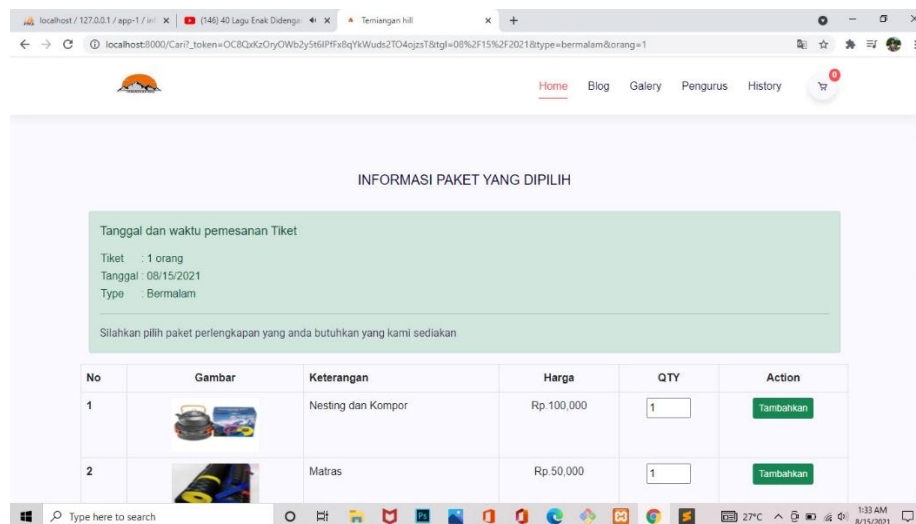 localhost / 127.0.0.1 / app-1 / inf
(146) 40 Lagu Enak Didenga
Temiangan hill
localhost:8000/Cari?_token=OC8QxKzOryOWb2y5t6IPfFx8qYkWuds2TO4ojzsT&tgl=08%2F15%2F2021&type=bermalam&orang=1
Home Blog Galery Pengurus History 0
INFORMASI PAKET YANG DIPILIH
Tanggal dan waktu pemesanan Tiket
Tiket : 1 orang
Tanggal : 08/15/2021
Type : Bermalam
Silahkan pilih paket perlengkapan yang anda butuhkan yang kami sediakan
No Gambar Keterangan Harga QTY Action
1 Nesting dan Kompor Rp.100,000 1 Tambahkan
2 Matras Rp.50,000 1 Tambahkan
Type here to search
27°C
1:33 AM
8/15/2021